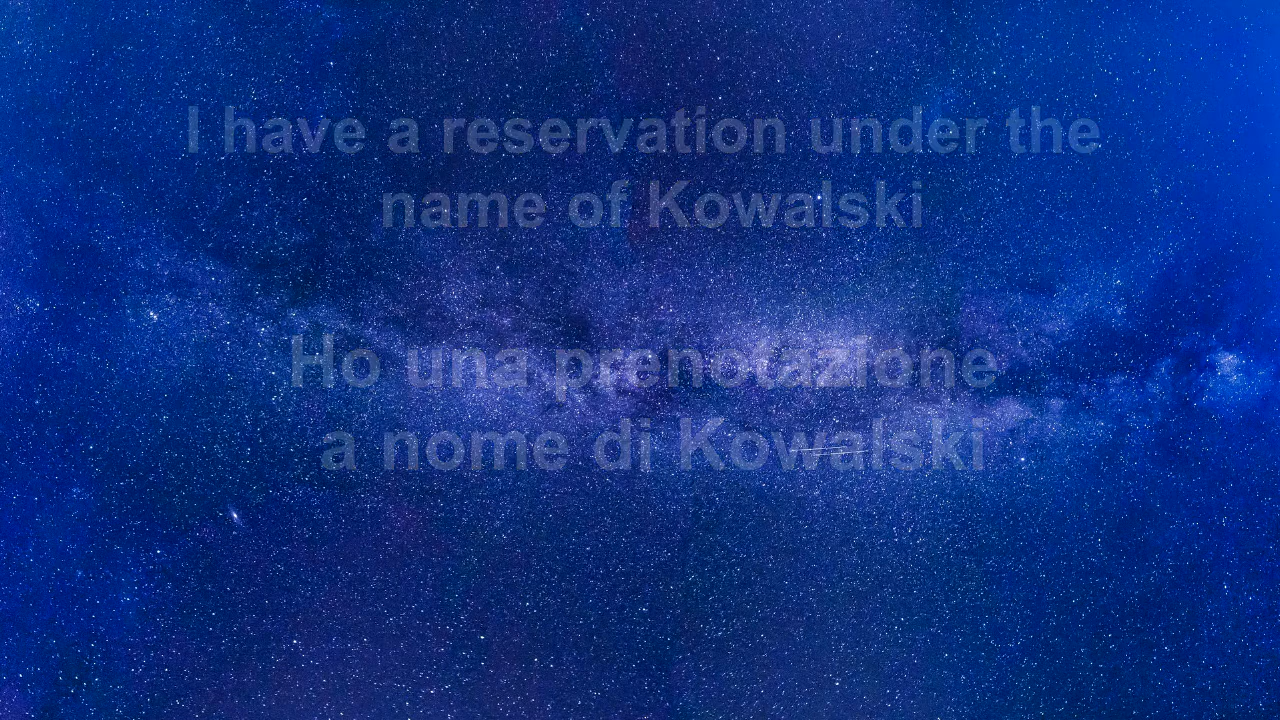 I have a reservation under the
name of Kowalski
Ho una prenotazione
a nome di Kowalski